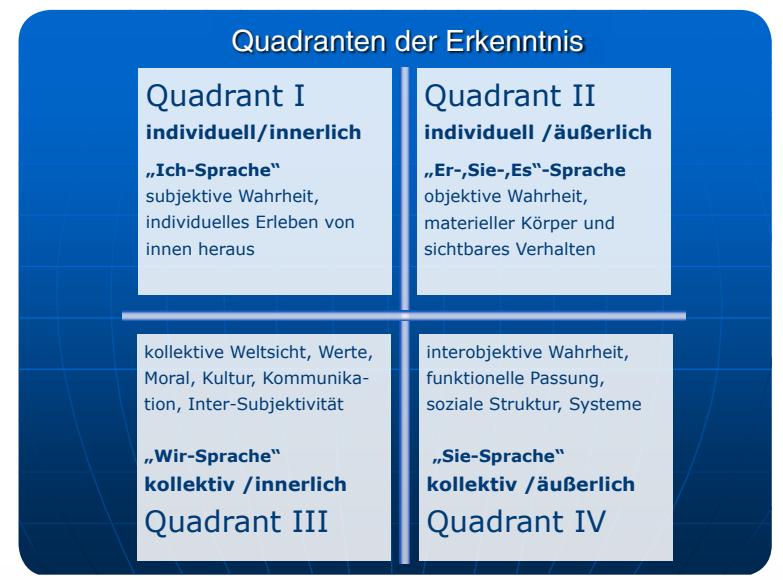 Quadranten der Erkenntnis
Quadrant I
individuell/innerlich
„Ich-Sprache“
subjektive Wahrheit,
individuelles Erleben von
innen heraus
Quadrant II
individuell /äußerlich
„Er-‚Sie-‚Es“-Sprache
objektive Wahrheit,
materieller Körper und
sichtbares Verhalten
kollektive Weltsicht, Werte,
Moral, Kultur, Kommunika-
tion, Inter-Subjektivität
„Wir-Sprache“
kollektiv /innerlich
Quadrant III
interobjektive Wahrheit,
funktionelle Passung,
soziale Struktur, Systeme
„Sie-Sprache“
kollektiv /äußerlich
Quadrant IV